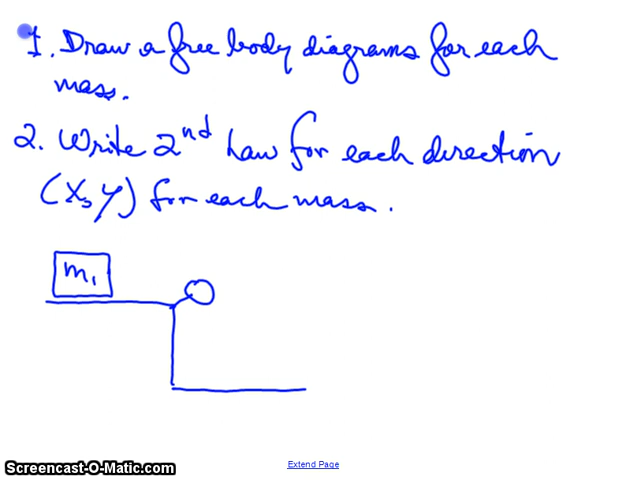 1. Draw a free body diagrams for each
mass.
2. Write 2nd Law for each direction
(X, y) for each mass.
m1
Extend Page
Screencast-O-Matic.com